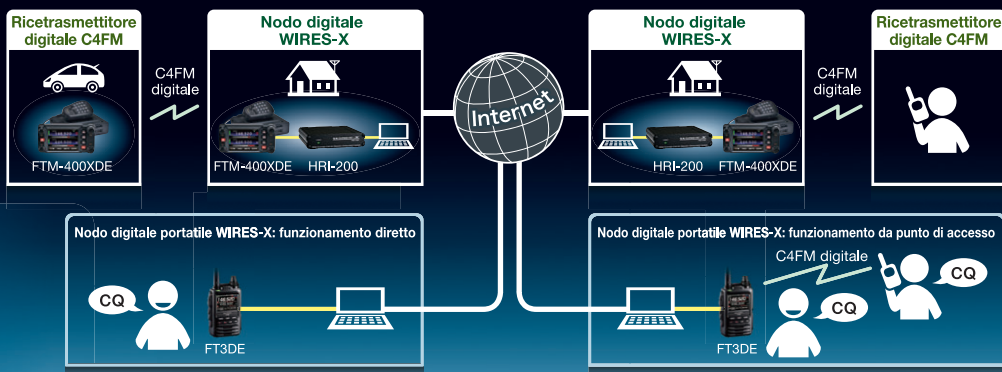 Ricetrasmettitore
digitale C4FM
FTM-400XDE
C4FM
digitale
Nodo digitale
WIRES-X
FTM-400XDE
HRI-200
Internet
Nodo digitale
WIRES-X
HRI-200
FTM-400XDE
C4FM
digitale
Ricetrasmettitore
digitale C4FM
Nodo digitale portatile WIRES-X: funzionamento diretto
CQ
FT3DE
Nodo digitale portatile WIRES-X: funzionamento da punto di accesso
C4FM digitale
CQ
CQ
FT3DE